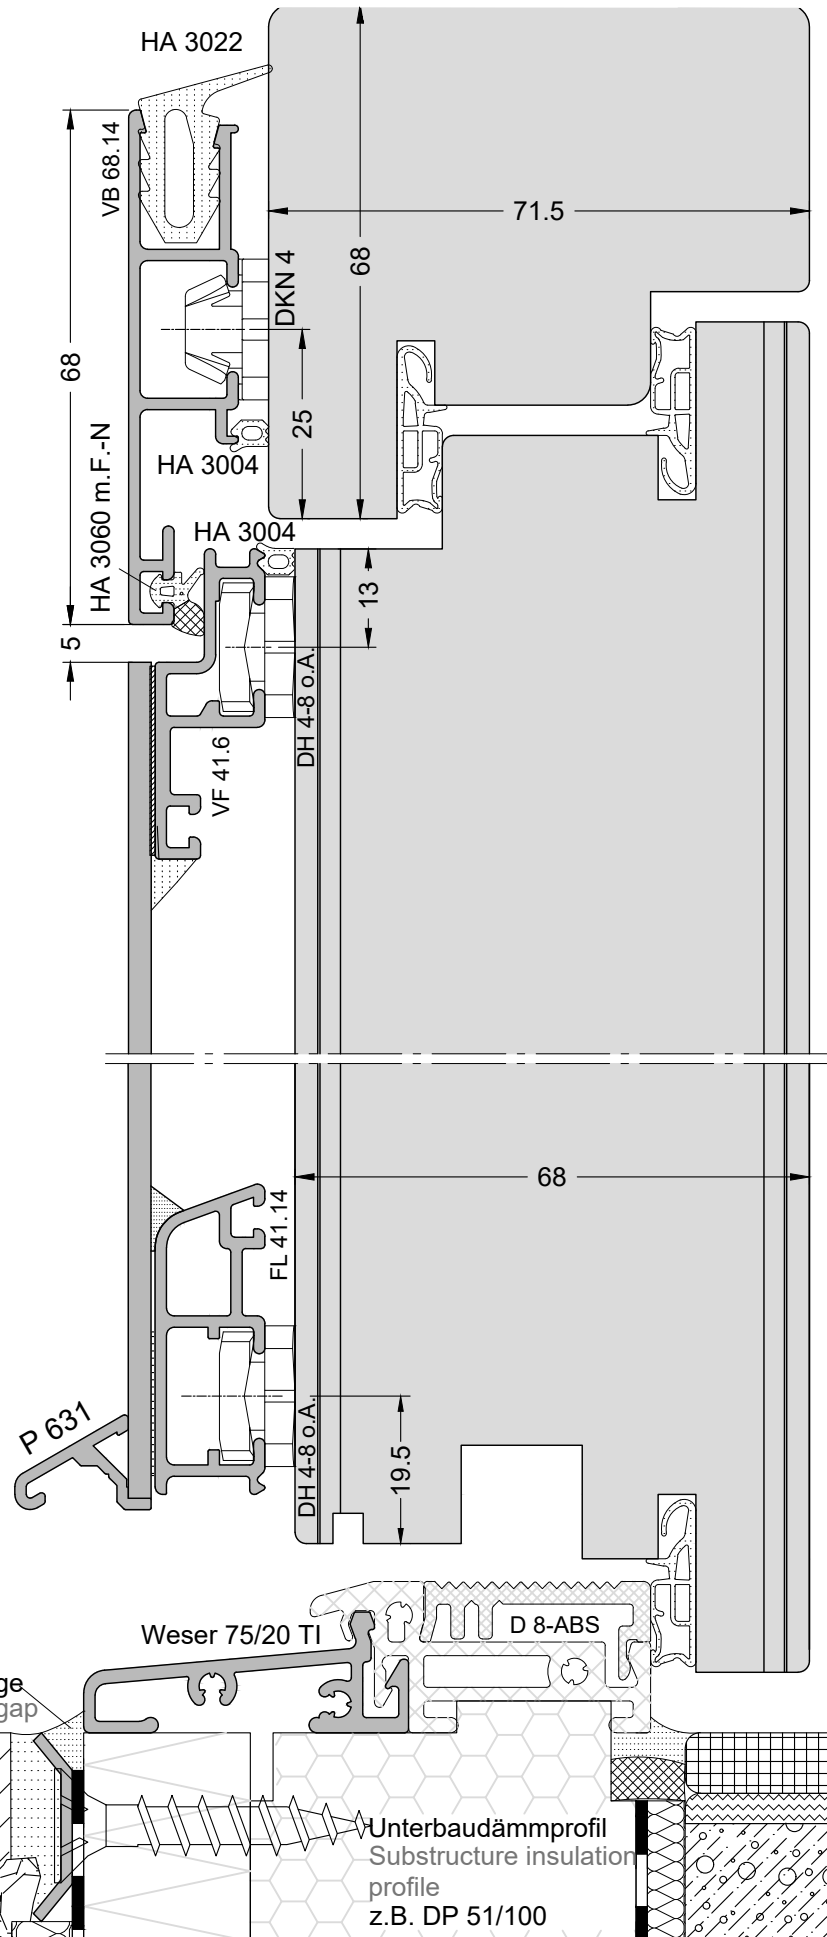 HA 3022
VB 68.14
71.5
68
DKN 4
68
25
HA 3004
HA 3060 m.F.-N
HA 3004
13
5
DH 4-8 o.A.
VF 41.6
68
FL 41.14
P 631
DH 4-8 o.A.
19.5
Weser 75/20 TI
D 8-ABS
gap
Unterbaudämmprofil
Substructure insulation
profile
z.B. DP 51/100